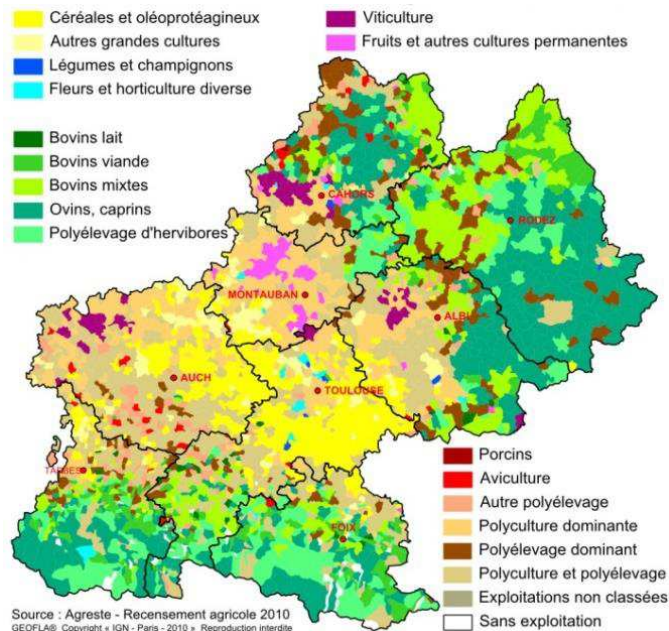 Céréales et oléoprotéagineux
Autres grandes cultures
Légumes et champignons
Fleurs et horticulture diverse
Viticulture
Fruits et autres cultures permanentes
Bovins lait
Bovins viande
Bovins mixtes
Ovins, caprins
Polyélevage d'hervibores
CAHORS
RODEZ
MONTAUBAN
ALBI
AUCH
TOULOUSE
TARBES
FOIX
Porcins
Aviculture
Autre polyélevage
Polyculture dominante
Polyélevage dominant
Polyculture et polyélevage
Exploitations non classées
Sans exploitation
Source : Agreste - Recensement agricole 2010
GEOFLA® Copyright « IGN - Paris - 2010 » Reproduction interdite